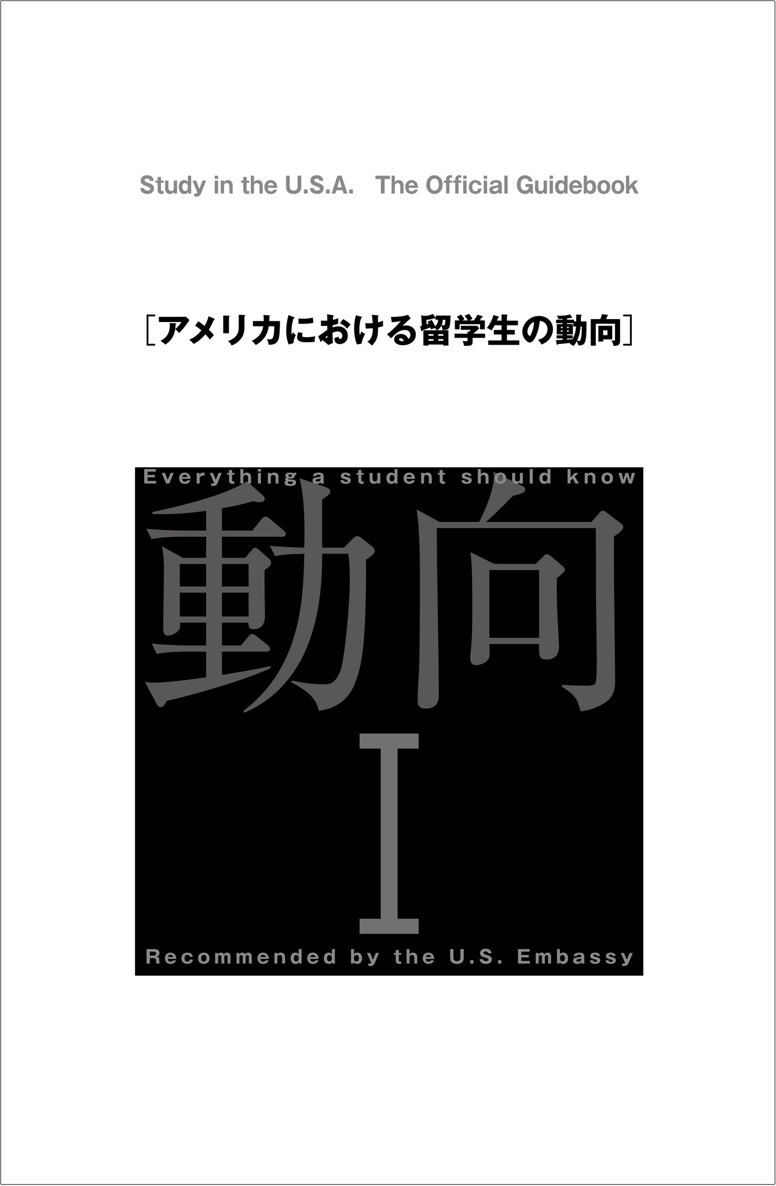 Study in the U.S.A. The Official Guidebook
[アメリカにおける留学生の動向]
Everything a student should know
動向
I
Recommended by the U.S. Embassy